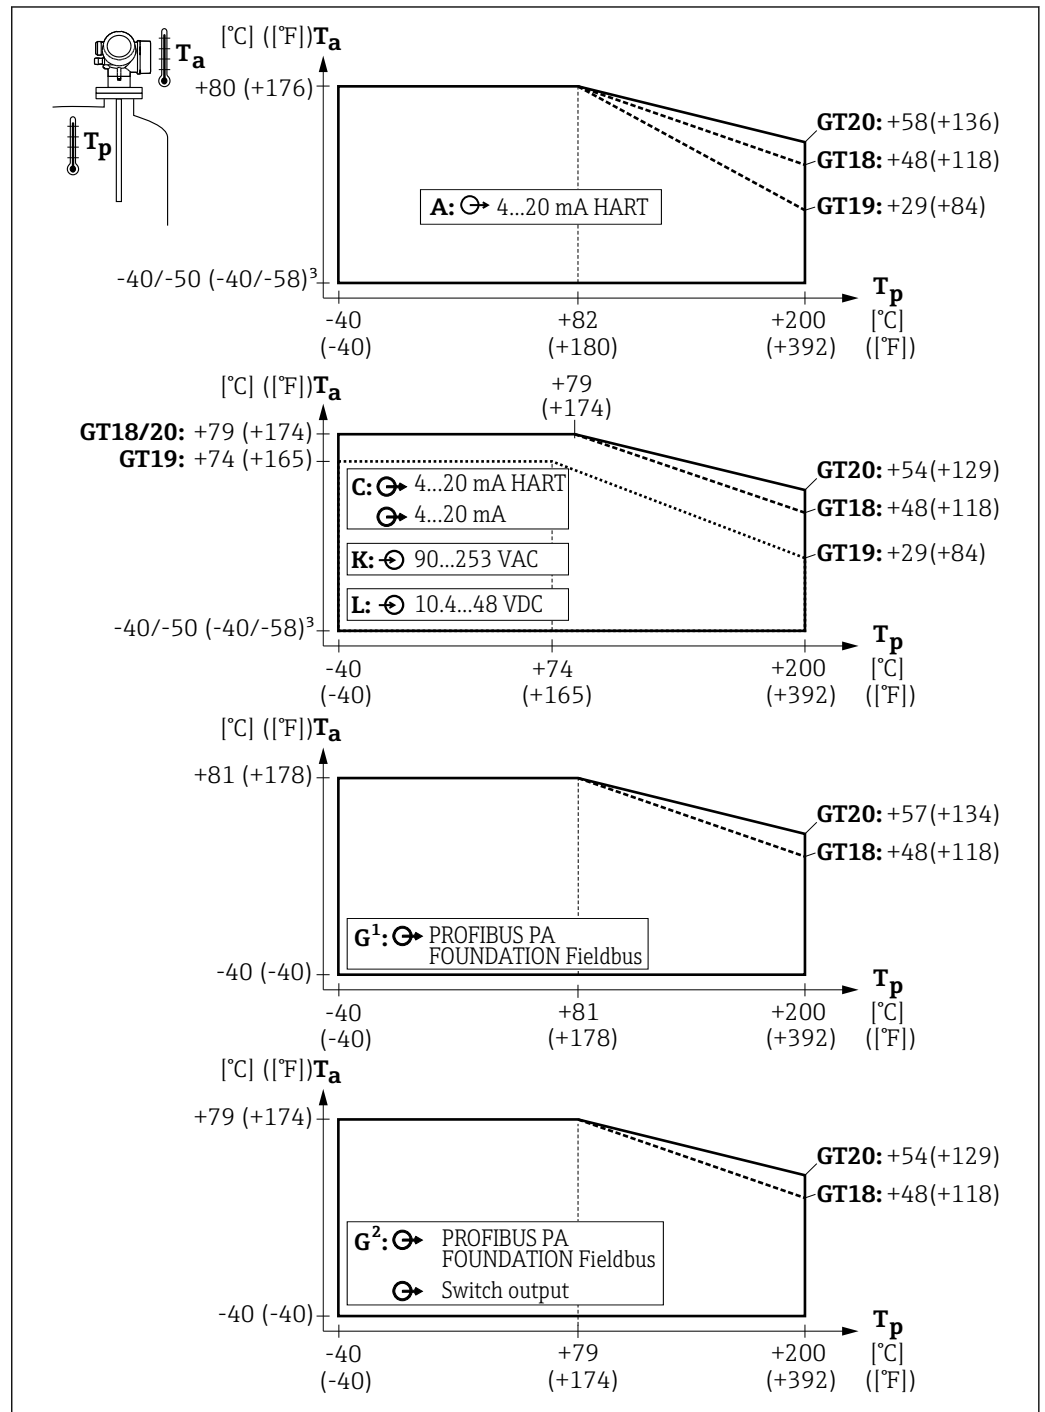 [°C] ([°F])Ta
Ta
Tp
+80 (+176)
GT20: +58(+136)
GT18: +48(+118)
GT19: +29(+84)
A: 4...20 mA HART
-40/-50 (-40/-58)³
Tp
-40 +82 +200 [°C]
(-40) (+180) (+392) ([°F])
[°C] ([°F])Ta
+79
(+174)
GT18/20: +79 (+174)
GT19: +74 (+165)
GT20: +54(+129)
GT18: +48(+118)
GT19: +29(+84)
C: 4...20 mA HART
4...20 mA
K: 90...253 VAC
L: 10.4...48 VDC
-40/-50 (-40/-58)³
Tp
-40 +74 +200 [°C]
(-40) (+165) (+392) ([°F])
[°C] ([°F])Ta
+81 (+178)
GT20: +57(+134)
GT18: +48(+118)
G¹: PROFIBUS PA
FOUNDATION Fieldbus
-40 (-40)
Tp
-40 +81 +200 [°C]
(-40) (+178) (+392) ([°F])
[°C] ([°F])Ta
+79 (+174)
GT20: +54(+129)
GT18: +48(+118)
G²: PROFIBUS PA
FOUNDATION Fieldbus
Switch output
-40 (-40)
Tp
-40 +79 +200 [°C]
(-40) (+174) (+392) ([°F])